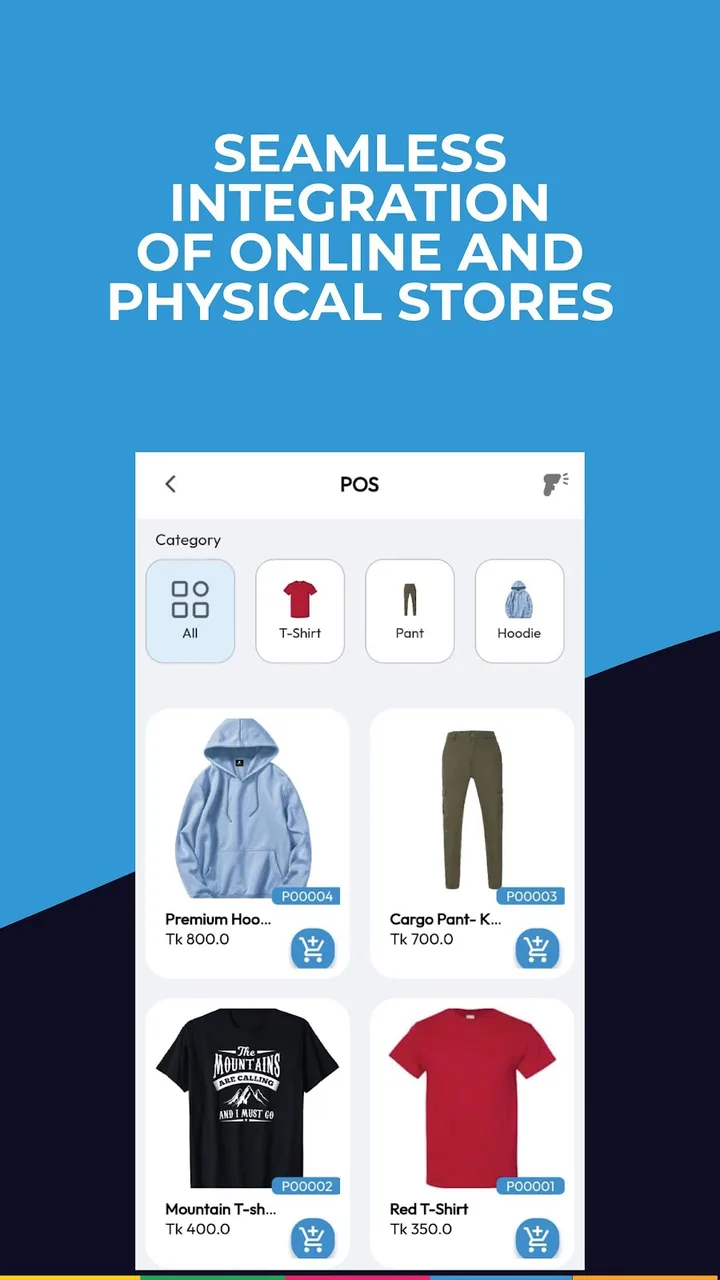 SEAMLESS
INTEGRATION
OF ONLINE AND
PHYSICAL STORES
POS
Category
All
T-Shirt
Pant
Hoodie
P00004
Premium Hoo...
Tk 800.0
P00003
Cargo Pant- K...
Tk 700.0
The
MOUNTAINS
ARE CALLING
AND I MUST GO
P00002
Mountain T-sh...
Tk 400.0
P00001
Red T-Shirt
Tk 350.0